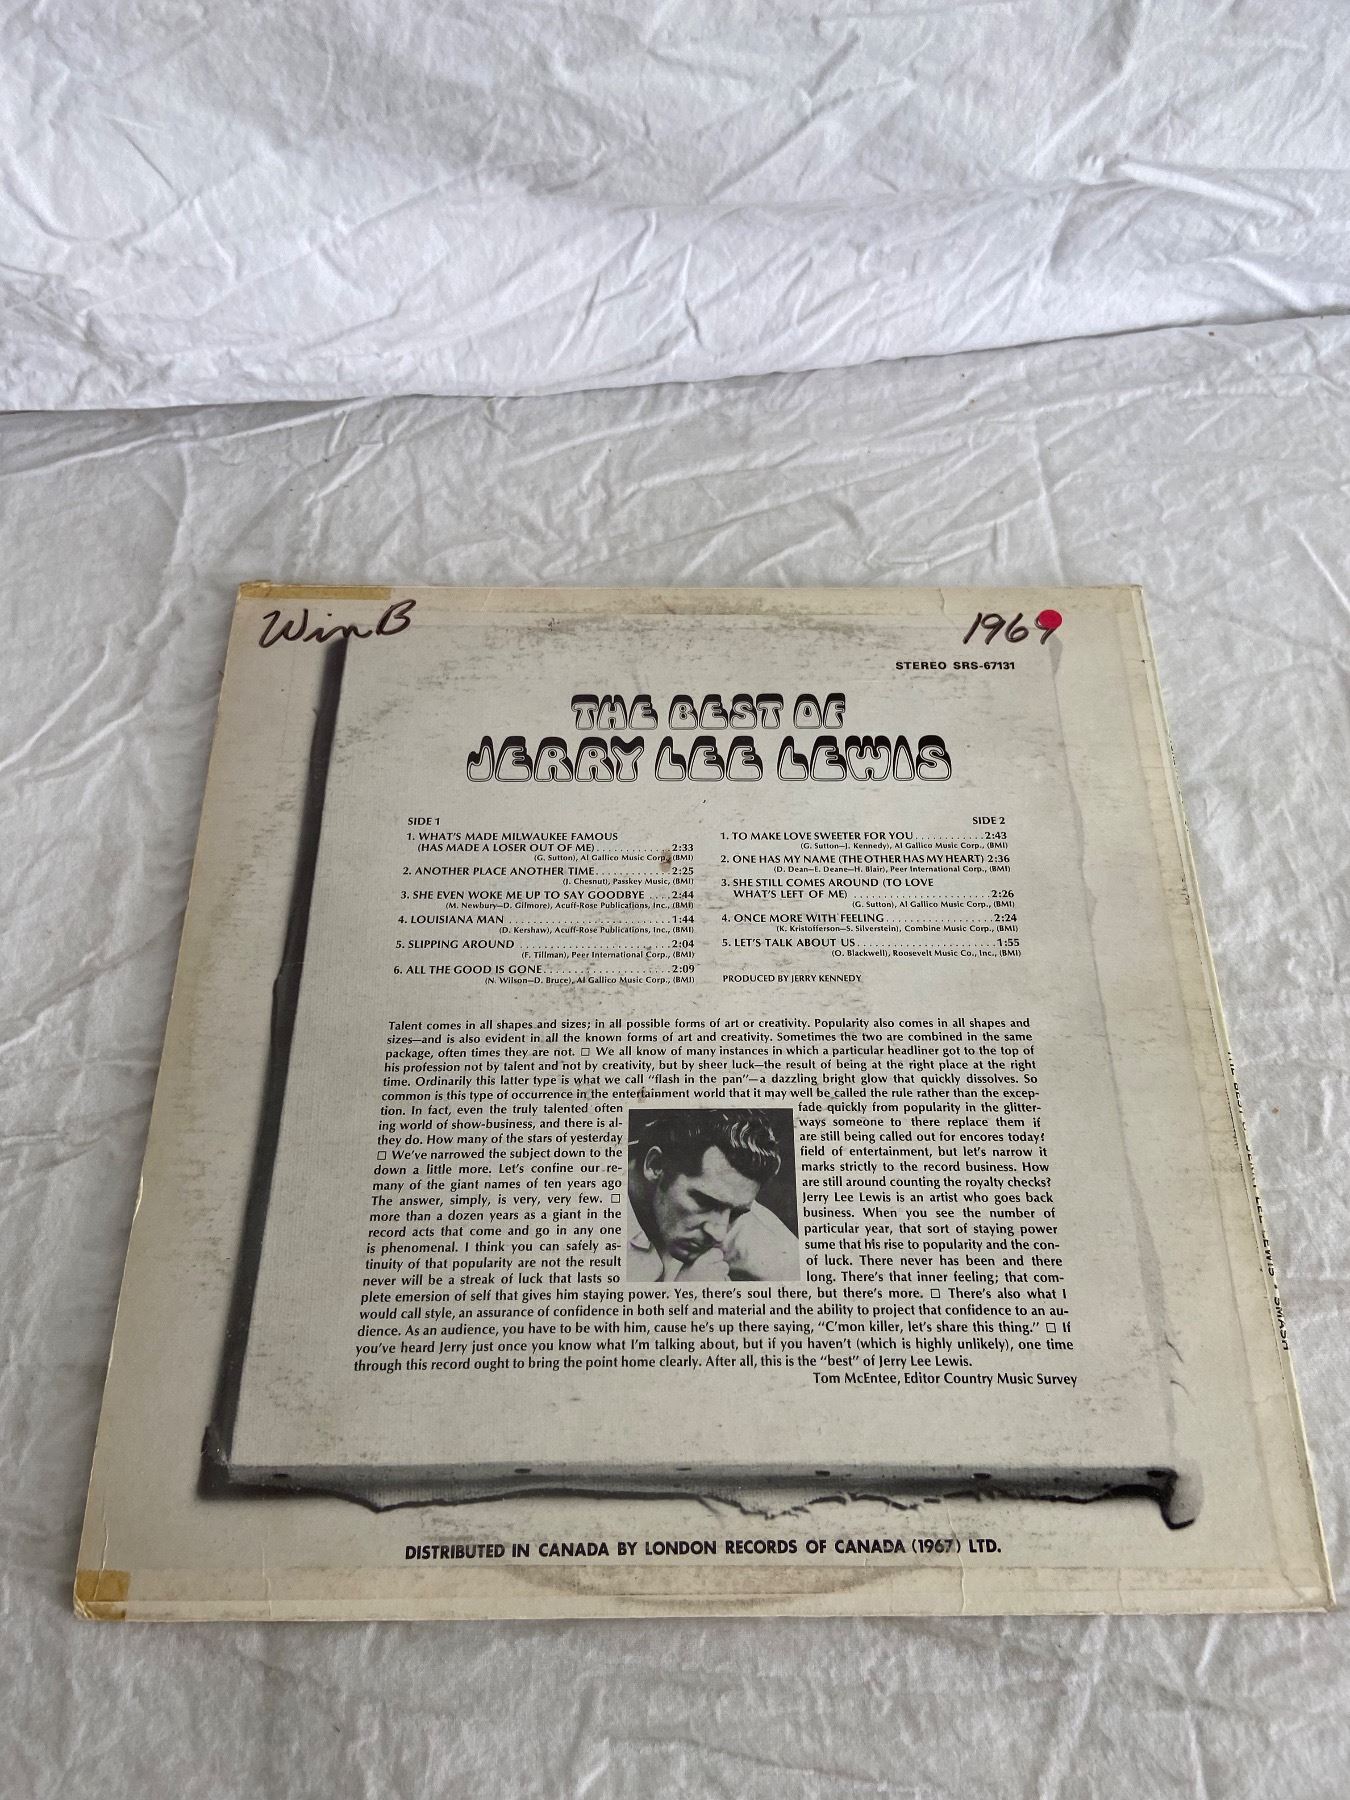 Win B
1969
STEREO SRS-67131
THE BEST OF
JERRY LEE LEWIS
SIDE 1
1. WHAT'S MADE MILWAUKEE FAMOUS
(HAS MADE A LOSER OUT OF ME) ............ 2:33
(G. Sutton), Al Gallico Music Corp., (BMI)
2. ANOTHER PLACE ANOTHER TIME ............ 2:25
(J. Chesnut), Passkey Music, (BMI)
3. SHE EVEN WOKE ME UP TO SAY GOODBYE .... 2:44
(M. Newbury—D. Gilmore), Acuff-Rose Publications, Inc., (BMI)
4. LOUISIANA MAN ............ 1:44
(D. Kershaw), Acuff-Rose Publications, Inc., (BMI)
5. SLIPPING AROUND ............ 2:04
(F. Tillman), Peer International Corp., (BMI)
6. ALL THE GOOD IS GONE ............ 2:09
(N. Wilson—D. Bruce), Al Gallico Music Corp., (BMI)
SIDE 2
1. TO MAKE LOVE SWEETER FOR YOU ............ 2:43
(G. Sutton—J. Kennedy), Al Gallico Music Corp., (BMI)
2. ONE HAS MY NAME (THE OTHER HAS MY HEART) 2:36
(D. Dean—E. Deane—H. Blair), Peer International Corp., (BMI)
3. SHE STILL COMES AROUND (TO LOVE
WHAT'S LEFT OF ME) ............ 2:26
(G. Sutton), Al Gallico Music Corp., (BMI)
4. ONCE MORE WITH FEELING ............ 2:24
(K. Kristofferson—S. Silverstein), Combine Music Corp., (BMI)
5. LET'S TALK ABOUT US ............ 1:55
(O. Blackwell), Roosevelt Music Co., Inc., (BMI)
PRODUCED BY JERRY KENNEDY
Talent comes in all shapes and sizes; in all possible forms of art or creativity. Popularity also comes in all shapes and
sizes—and is also evident in all the known forms of art and creativity. Sometimes the two are combined in the same
package, often times they are not. □ We all know of many instances in which a particular headliner got to the top of
his profession not by talent and not by creativity, but by sheer luck—the result of being at the right place at the right
time. Ordinarily this latter type is what we call "flash in the pan"—a dazzling bright glow that quickly dissolves. So
common is this type of occurrence in the entertainment world that it may well be called the rule rather than the excep-
tion. In fact, even the truly talented often fade quickly from popularity in the glitter-
ing world of show-business, and there is al- ways someone to there replace them if
they do. How many of the stars of yesterday are still being called out for encores today?
□ We've narrowed the subject down to the field of entertainment, but let's narrow it
down a little more. Let's confine our re- marks strictly to the record business. How
many of the giant names of ten years ago are still around counting the royalty checks?
The answer, simply, is very, very few. □ Jerry Lee Lewis is an artist who goes back
more than a dozen years as a giant in the business. When you see the number of
record acts that come and go in any one particular year, that sort of staying power
is phenomenal. I think you can safely as- sume that his rise to popularity and the con-
tinuity of that popularity are not the result of luck. There never has been and there
never will be a streak of luck that lasts so long. There's that inner feeling; that com-
plete emersion of self that gives him staying power. Yes, there's soul there, but there's more. □ There's also what I
would call style, an assurance of confidence in both self and material and the ability to project that confidence to an au-
dience. As an audience, you have to be with him, cause he's up there saying, "C'mon killer, let's share this thing." □ If
you've heard Jerry just once you know what I'm talking about, but if you haven't (which is highly unlikely), one time
through this record ought to bring the point home clearly. After all, this is the "best" of Jerry Lee Lewis.
Tom McEntee, Editor Country Music Survey
DISTRIBUTED IN CANADA BY LONDON RECORDS OF CANADA (1967) LTD.